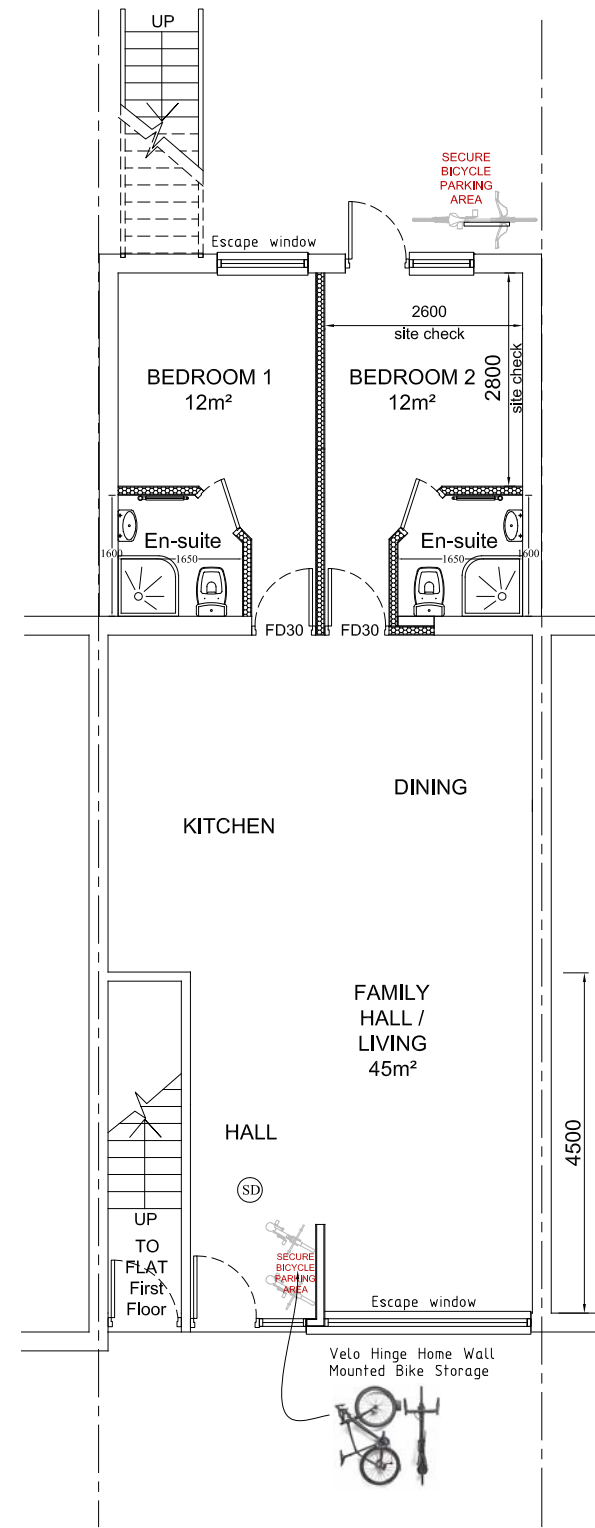 UP
SECURE
BICYCLE
PARKING
AREA
Escape window
2600
site check
BEDROOM 1
12m²
BEDROOM 2
12m²
2800
site check
En-suite
1650
1600
En-suite
1650
1600
FD30
FD30
DINING
KITCHEN
FAMILY
HALL /
LIVING
45m²
HALL
SD
4500
UP
TO
FLAT
First
Floor
SECURE
BICYCLE
PARKING
AREA
Escape window
Velo Hinge Home Wall
Mounted Bike Storage